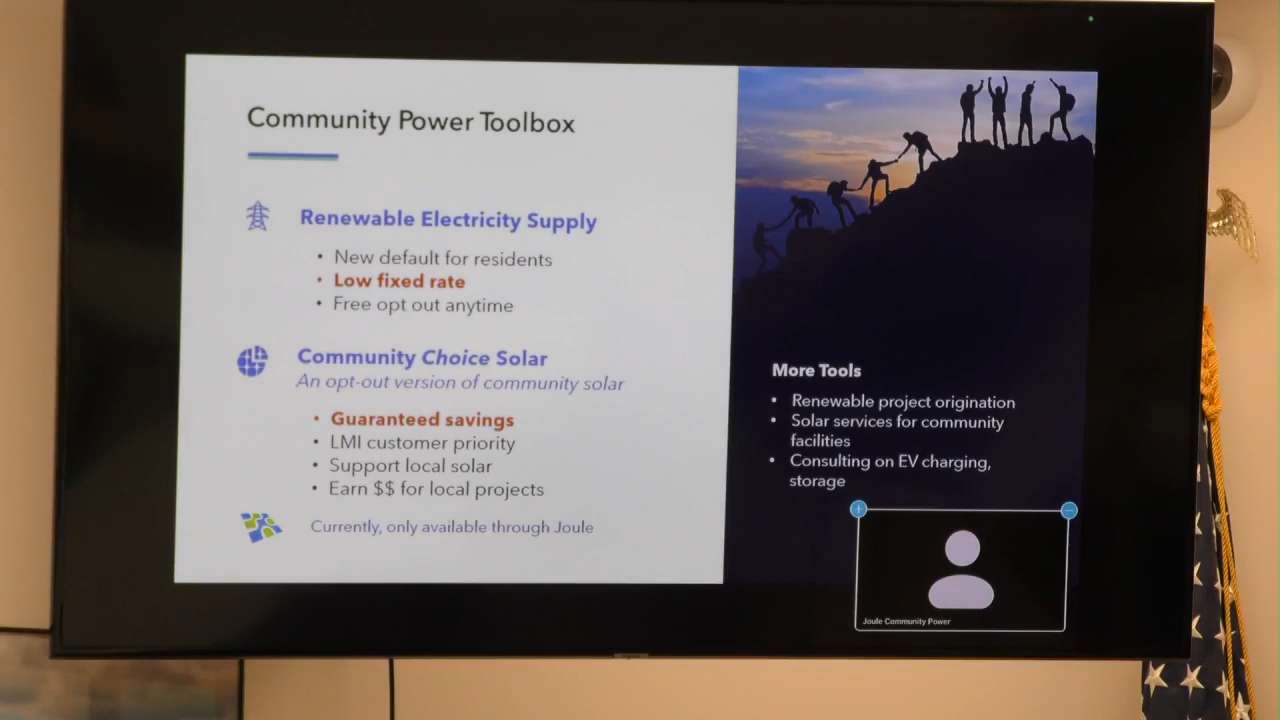 Community Power Toolbox
Renewable Electricity Supply
• New default for residents
• Low fixed rate
• Free opt out anytime
Community Choice Solar
An opt-out version of community solar
• Guaranteed savings
• LMI customer priority
• Support local solar
• Earn $$ for local projects
Currently, only available through Joule
More Tools
• Renewable project origination
• Solar services for community
facilities
• Consulting on EV charging,
storage
Joule Community Power